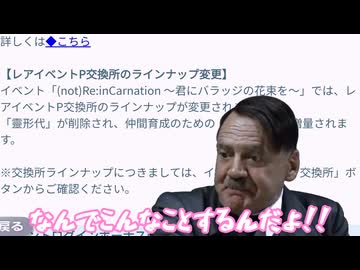 詳しくは◆こちら
【レアイベントP交換所のラインナップ変更】
イベント「(not)Re:inCarnation ～君にバラッジの花束を～」では、レ
アイベントP交換所のラインナップが変更され
「靈形代」が削除され、仲間育成のための
増量されま
す。
※交換所ラインナップにつきましては、イ
交換所」ボ
タンからご確認ください。
戻る
なんでこんなことするんだよ!!